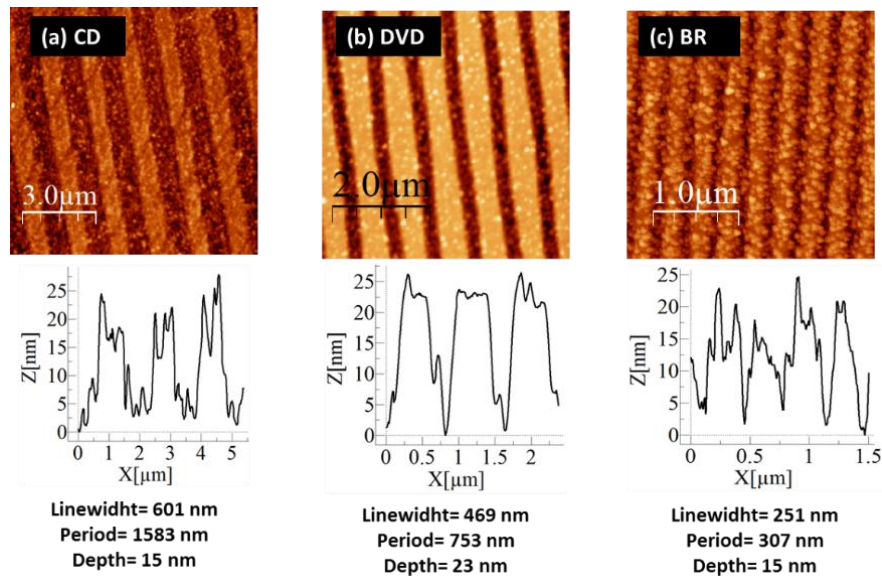 (a) CD
(b) DVD
(c) BR
3.0µm
2.0µm
1.0µm
25
20
15
10
5
0
Z[nm]
0 1 2 3 4 5
X[µm]
25
20
15
10
5
0
Z[nm]
0 0.5 1 1.5 2
X[µm]
25
20
15
10
5
0
Z[nm]
0 0.5 1 1.5
X[µm]
Linewidht= 601 nm
Period= 1583 nm
Depth= 15 nm
Linewidht= 469 nm
Period= 753 nm
Depth= 23 nm
Linewidht= 251 nm
Period= 307 nm
Depth= 15 nm